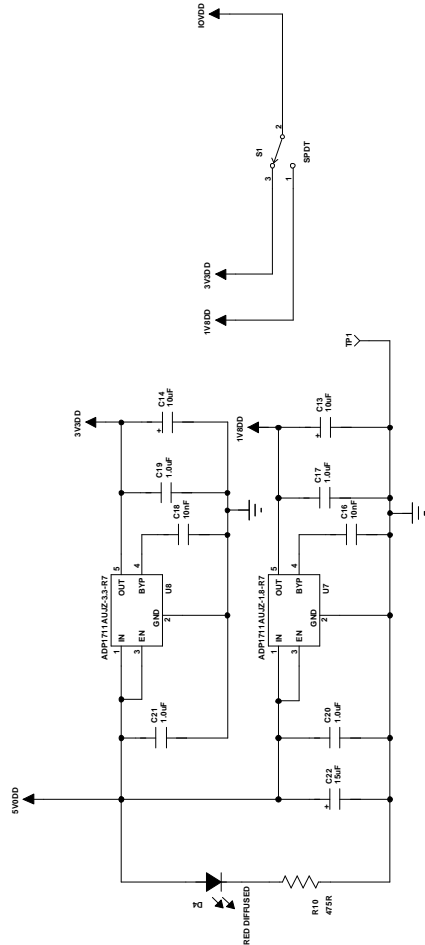 5V0DD
D4
RED DIFFUSED
R10
475R
C22
15uF
C20
1.0uF
C21
1.0uF
ADP1711AUJZ-3.3-R7
1
IN
OUT
5
3
EN
BYP
4
GND
2
U8
C18
10nF
C19
1.0uF
C14
10uF
3V3DD
ADP1711AUJZ-1.8-R7
1
IN
OUT
5
3
EN
BYP
4
GND
2
U7
C16
10nF
C17
1.0uF
C13
10uF
1V8DD
TP1
3V3DD
1V8DD
S1
3
2
1
SPDT
IOVDD